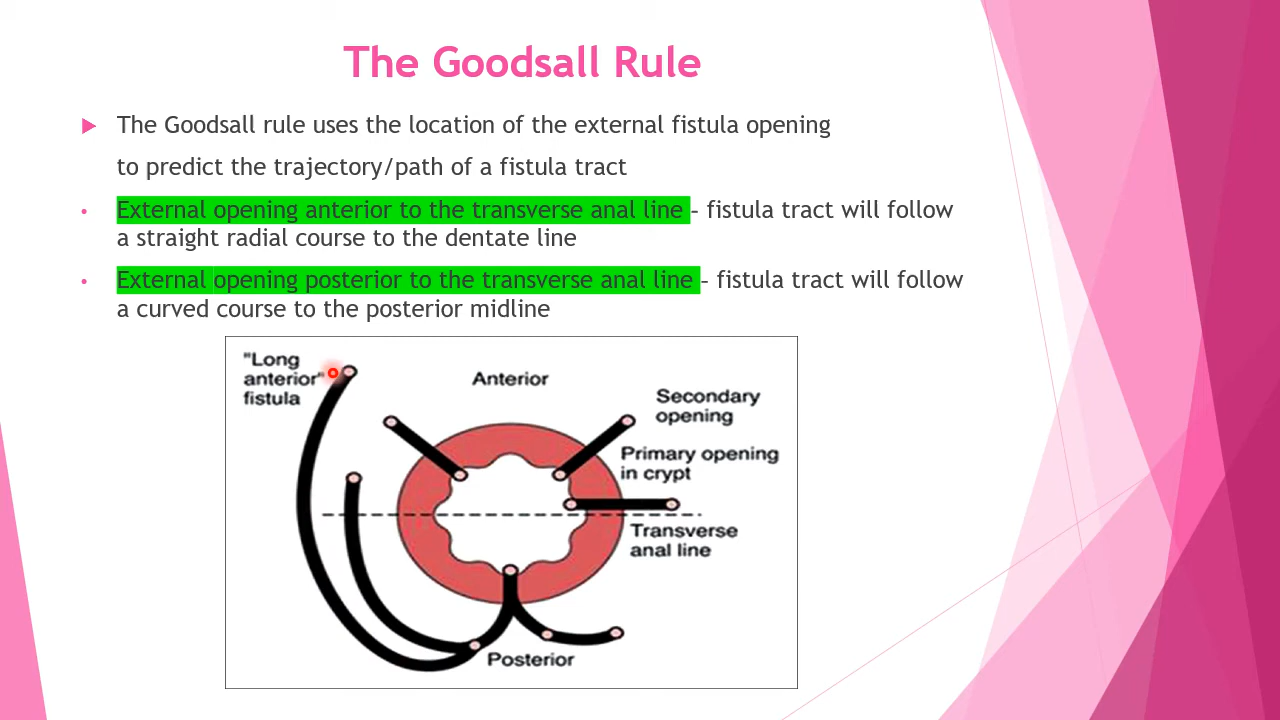 The Goodsall Rule
The Goodsall rule uses the location of the external fistula opening
to predict the trajectory/path of a fistula tract
External opening anterior to the transverse anal line – fistula tract will follow
a straight radial course to the dentate line
External opening posterior to the transverse anal line – fistula tract will follow
a curved course to the posterior midline
"Long
anterior"
fistula
Anterior
Secondary
opening
Primary opening
in crypt
Transverse
anal line
Posterior